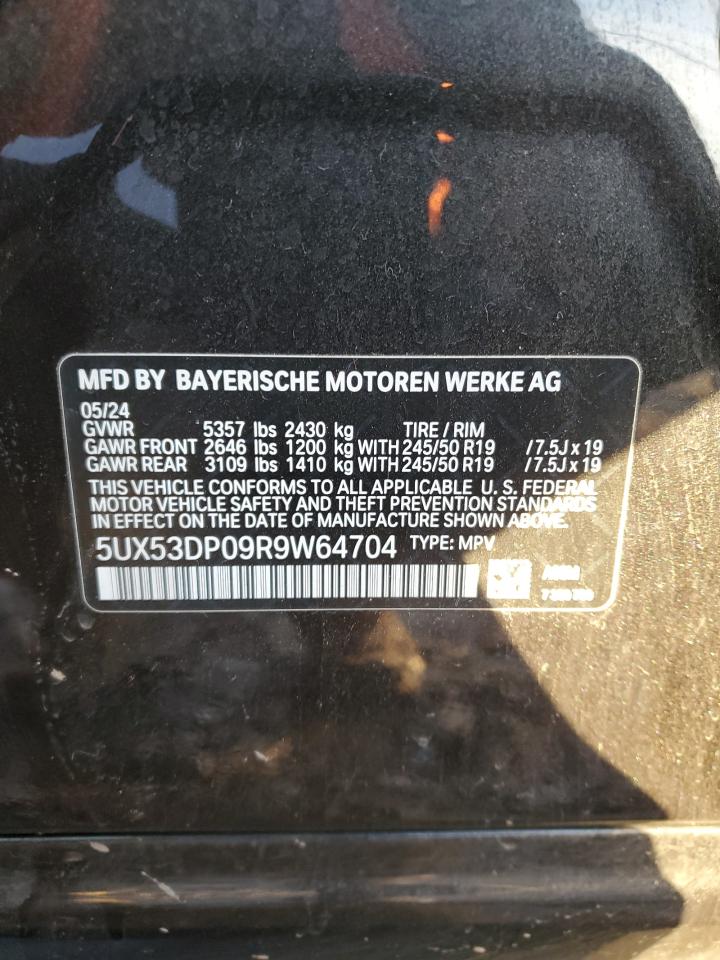 MFD BY BAYERISCHE MOTOREN WERKE AG
05/24
GVWR 5357 lbs 2430 kg TIRE / RIM
GAWR FRONT 2646 lbs 1200 kg WITH 245/50 R19 /7.5J x 19
GAWR REAR 3109 lbs 1410 kg WITH 245/50 R19 /7.5J x 19
THIS VEHICLE CONFORMS TO ALL APPLICABLE U. S. FEDERAL
MOTOR VEHICLE SAFETY AND THEFT PREVENTION STANDARDS
IN EFFECT ON THE DATE OF MANUFACTURE SHOWN ABOVE.
5UX53DP09R9W64704 TYPE: MPV